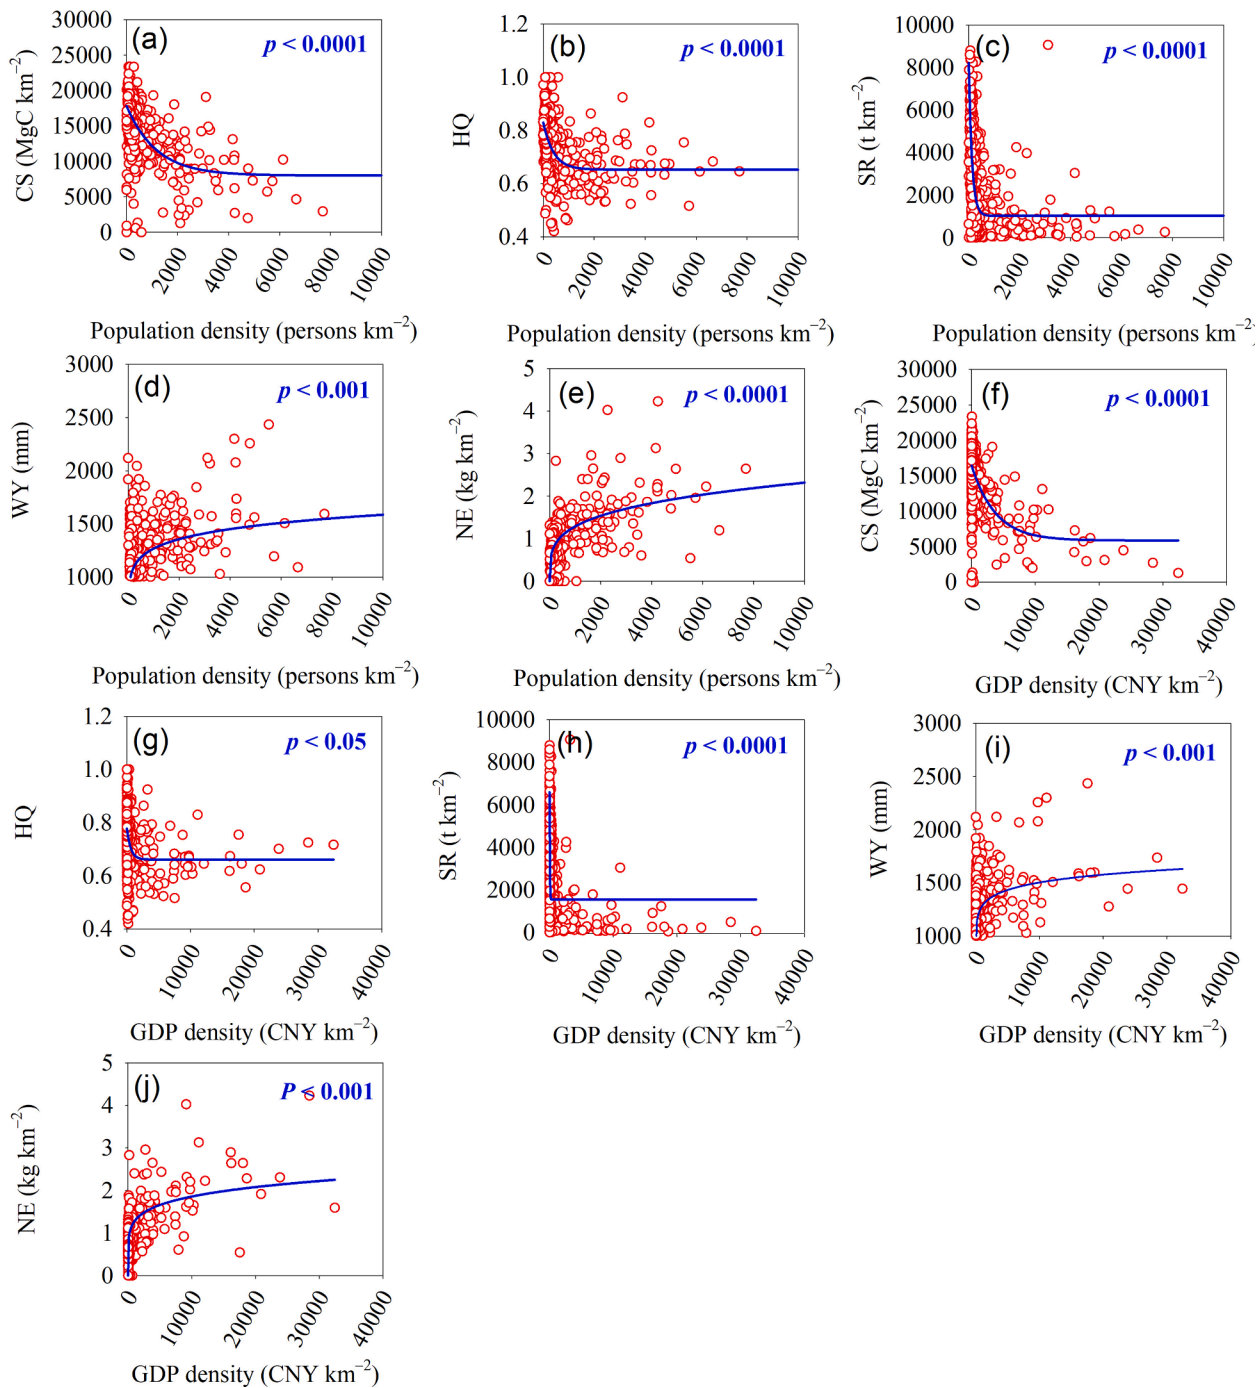 (a)
p < 0.0001
CS (MgC km−2)
30000
25000
20000
15000
10000
5000
0
0
2000
4000
6000
8000
10000
Population density (persons km−2)
(b)
p < 0.0001
HQ
1.2
1.0
0.8
0.6
0.4
0
2000
4000
6000
8000
10000
Population density (persons km−2)
(c)
p < 0.0001
SR (t km−2)
10000
8000
6000
4000
2000
0
0
2000
4000
6000
8000
10000
Population density (persons km−2)
(d)
p < 0.001
WY (mm)
3000
2500
2000
1500
1000
0
2000
4000
6000
8000
10000
Population density (persons km−2)
(e)
p < 0.0001
NE (kg km−2)
5
4
3
2
1
0
0
2000
4000
6000
8000
10000
Population density (persons km−2)
(f)
p < 0.0001
CS (MgC km−2)
30000
25000
20000
15000
10000
5000
0
0
10000
20000
30000
40000
GDP density (CNY km−2)
(g)
p < 0.05
HQ
1.2
1.0
0.8
0.6
0.4
0
10000
20000
30000
40000
GDP density (CNY km−2)
(h)
p < 0.0001
SR (t km−2)
10000
8000
6000
4000
2000
0
0
10000
20000
30000
40000
GDP density (CNY km−2)
(i)
p < 0.001
WY (mm)
3000
2500
2000
1500
1000
0
10000
20000
30000
40000
GDP density (CNY km−2)
(j)
P < 0.001
NE (kg km−2)
5
4
3
2
1
0
0
10000
20000
30000
40000
GDP density (CNY km−2)